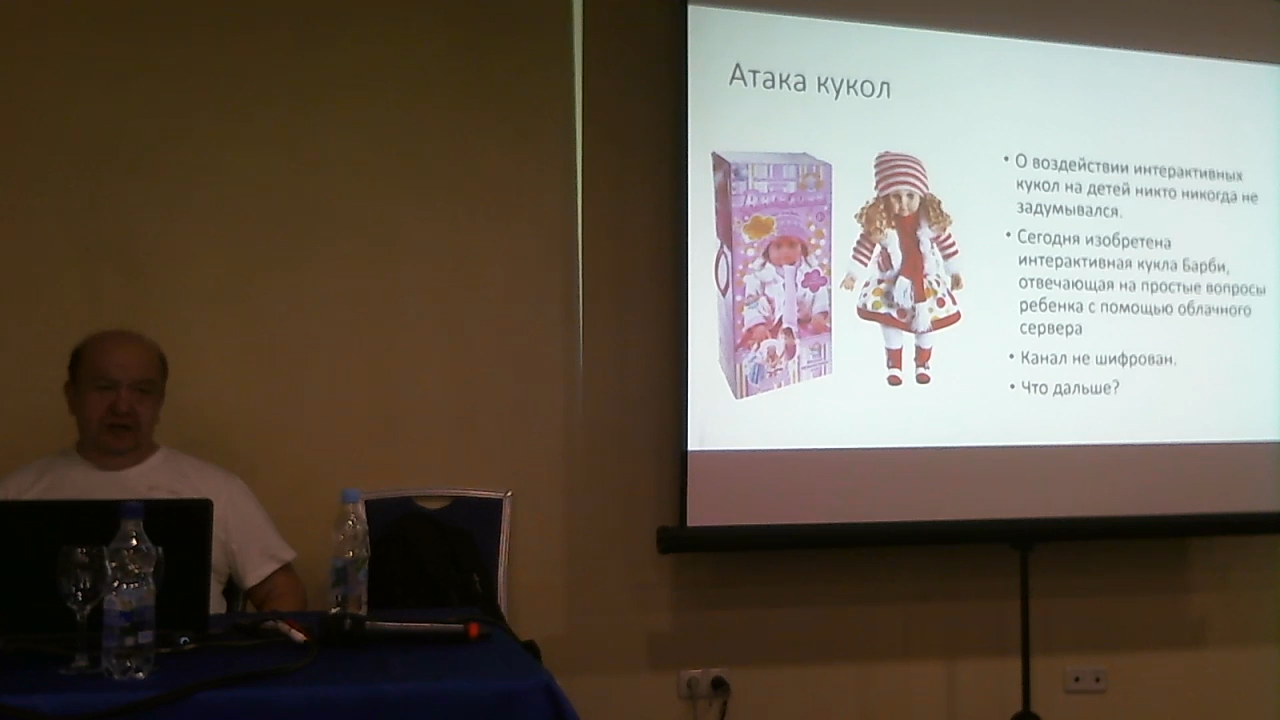 Атака кукол
• О воздействии интерактивных
кукол на детей никто никогда не
задумывался.
• Сегодня изобретена
интерактивная кукла Барби,
отвечающая на простые вопросы
ребенка с помощью облачного
сервера
• Канал не шифрован.
• Что дальше?